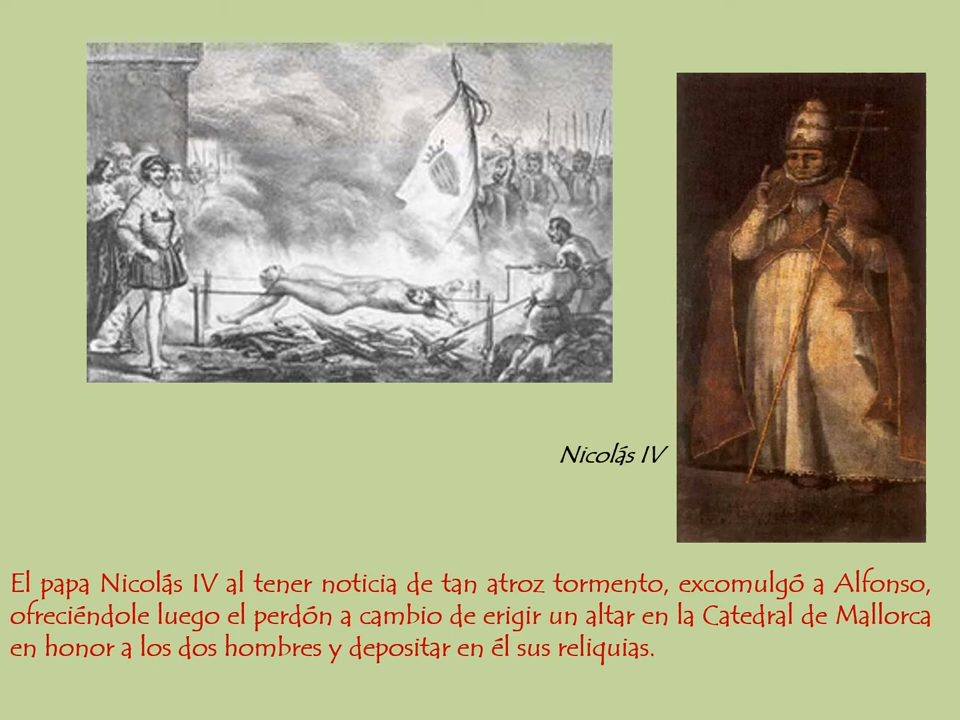 Nicolás IV
El papa Nicolás IV al tener noticia de tan atroz tormento, excomulgó a Alfonso,
ofreciéndole luego el perdón a cambio de erigir un altar en la Catedral de Mallorca
en honor a los dos hombres y depositar en él sus reliquias.